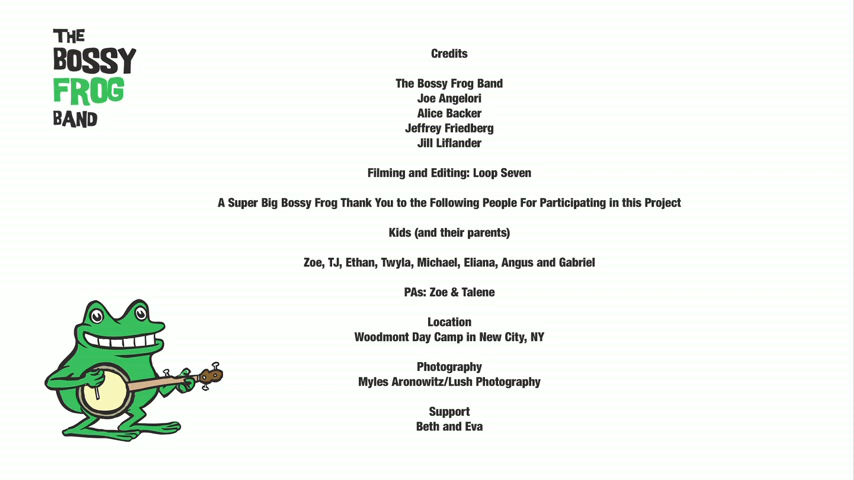 THE
BOSSY
FROG
BAND
Credits
The Bossy Frog Band
Joe Angelori
Alice Backer
Jeffrey Friedberg
Jill Liflander
Filming and Editing: Loop Seven
A Super Big Bossy Frog Thank You to the Following People For Participating in this Project
Kids (and their parents)
Zoe, TJ, Ethan, Twyla, Michael, Eliana, Angus and Gabriel
PAs: Zoe & Talene
Location
Woodmont Day Camp in New City, NY
Photography
Myles Aronowitz/Lush Photography
Support
Beth and Eva